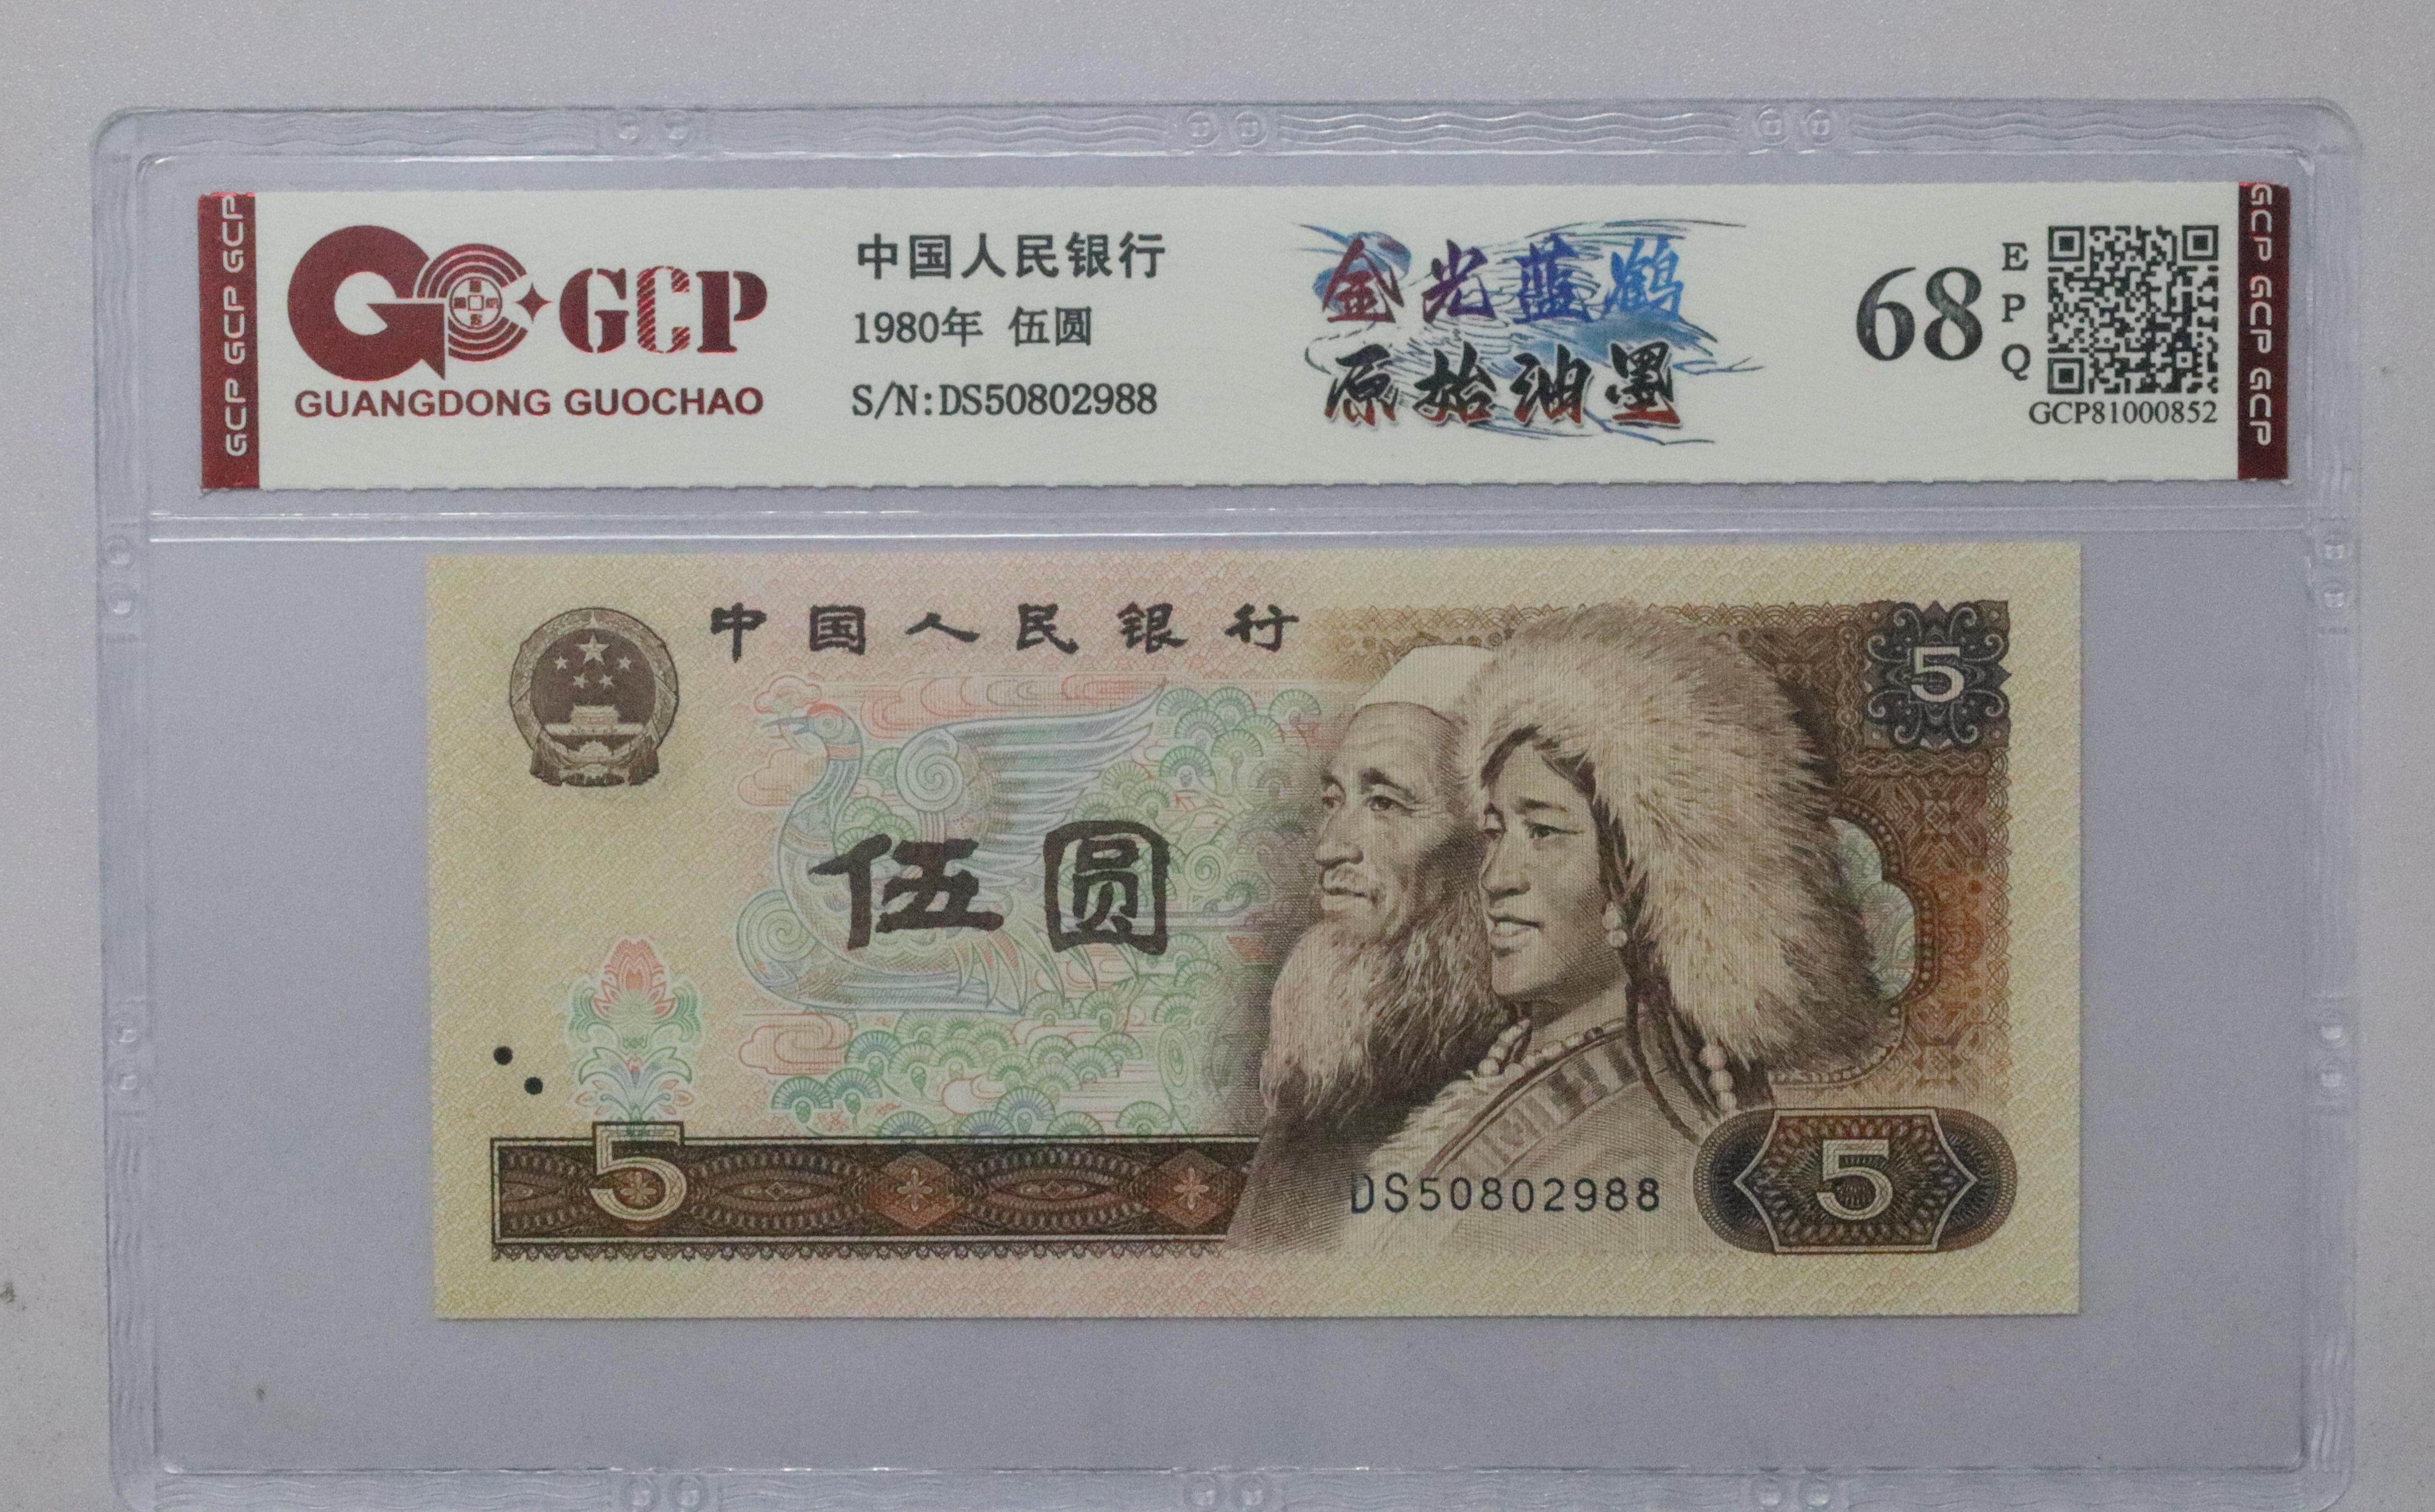 GCP GCP GCP
GCP
GUANGDONG GUOCHAO
中国人民银行
1980年 伍圆
S/N:DS50802988
金光蓝鹤
原始油墨
68
EPQ
GCP81000852
GCP GCP GCP
中国人民银行
5
伍圆
5
DS50802988
5